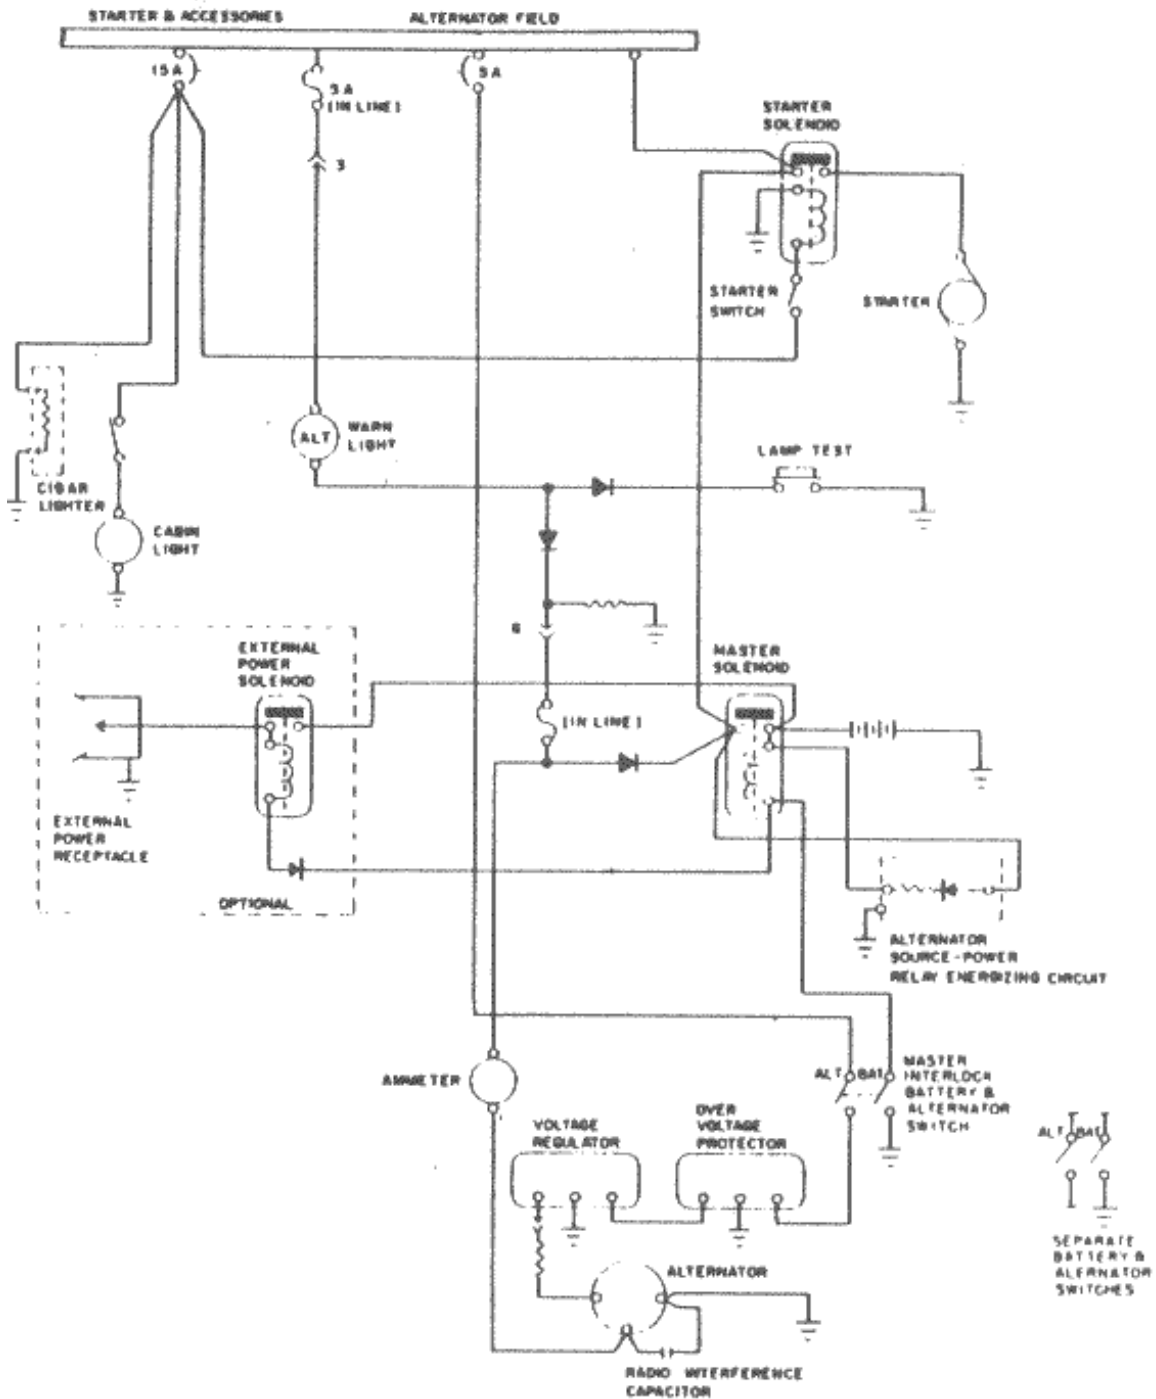 STARTER & ACCESSORIES
ALTERNATOR FIELD
15A
5A
[IN LINE]
5A
3
STARTER
SOLENOID
STARTER
SWITCH
STARTER
ALT
WARN
LIGHT
LAMP TEST
CIGAR
LIGHTER
CABIN
LIGHT
6
EXTERNAL
POWER
SOLENOID
MASTER
SOLENOID
[IN LINE]
EXTERNAL
POWER
RECEPTACLE
OPTIONAL
ALTERNATOR
SOURCE-POWER
RELAY ENERGIZING CIRCUIT
AMMETER
ALT
BAT
MASTER
INTERLOCK
BATTERY &
ALTERNATOR
SWITCH
VOLTAGE
REGULATOR
OVER
VOLTAGE
PROTECTOR
ALT
BAT
SEPARATE
BATTERY &
ALERNATOR
SWITCHES
ALTERNATOR
RADIO INTERFERENCE
CAPACITOR